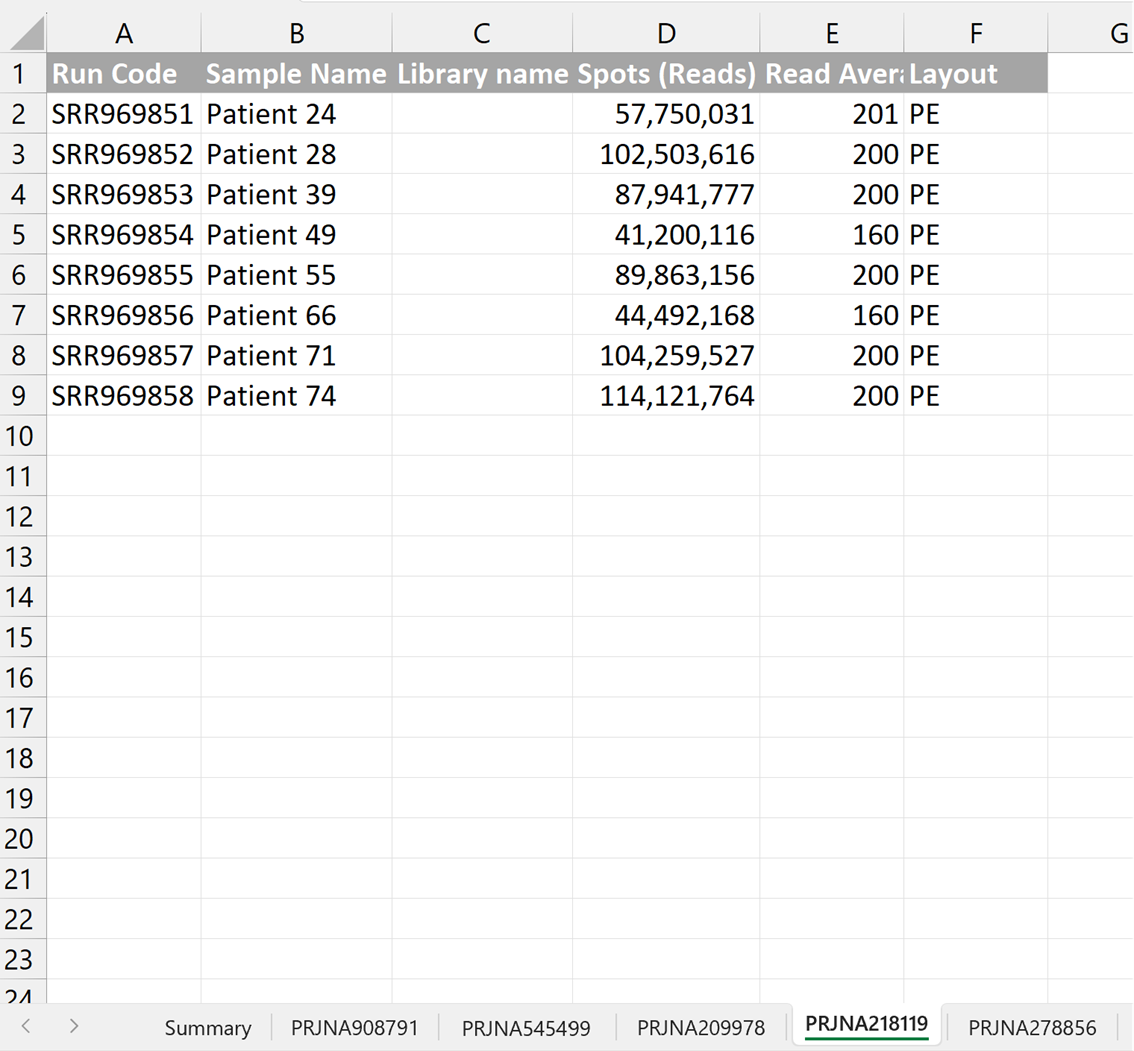 A B C D E F G
1 Run Code Sample Name Library name Spots (Reads) Read Avera Layout
2 SRR969851 Patient 24 57,750,031 201 PE
3 SRR969852 Patient 28 102,503,616 200 PE
4 SRR969853 Patient 39 87,941,777 200 PE
5 SRR969854 Patient 49 41,200,116 160 PE
6 SRR969855 Patient 55 89,863,156 200 PE
7 SRR969856 Patient 66 44,492,168 160 PE
8 SRR969857 Patient 71 104,259,527 200 PE
9 SRR969858 Patient 74 114,121,764 200 PE
10
11
12
13
14
15
16
17
18
19
20
21
22
23
24
Summary PRJNA908791 PRJNA545499 PRJNA209978 PRJNA218119 PRJNA278856